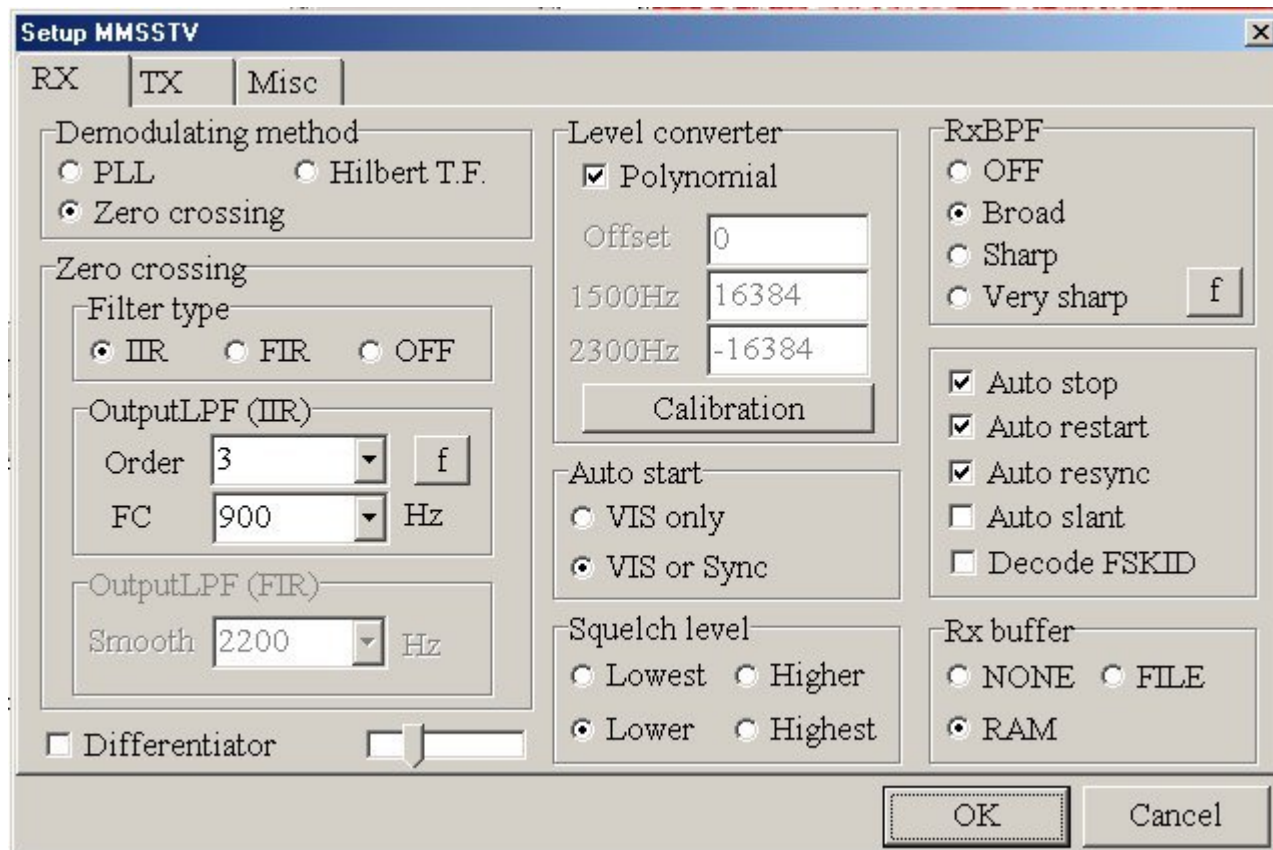 Setup MMSSTV
RX TX Misc
Demodulating method
PLL Hilbert T.F.
Zero crossing
Zero crossing
Filter type
IIR FIR OFF
OutputLPF (IIR)
Order 3 f
FC 900 Hz
OutputLPF (FIR)
Smooth 2200 Hz
Differentiator
Level converter
Polynomial
Offset 0
1500Hz 16384
2300Hz -16384
Calibration
Auto start
VIS only
VIS or Sync
Squelch level
Lowest Higher
Lower Highest
RxBPF
OFF
Broad
Sharp
Very sharp f
Auto stop
Auto restart
Auto resync
Auto slant
Decode FSKID
Rx buffer
NONE FILE
RAM
OK Cancel